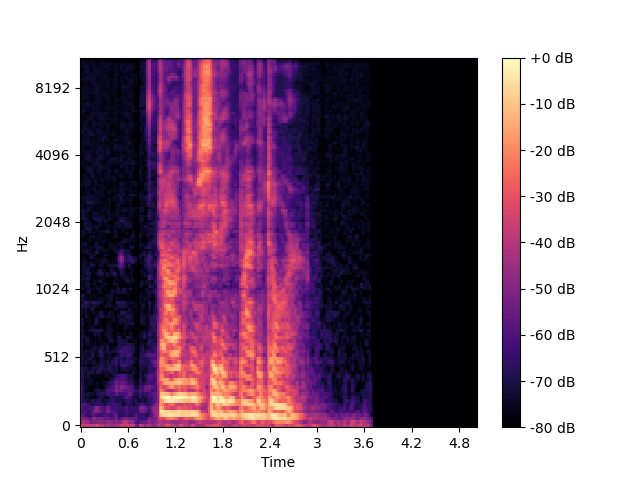 Hz
8192
4096
2048
1024
512
0
0 0.6 1.2 1.8 2.4 3 3.6 4.2 4.8
Time
+0 dB
-10 dB
-20 dB
-30 dB
-40 dB
-50 dB
-60 dB
-70 dB
-80 dB